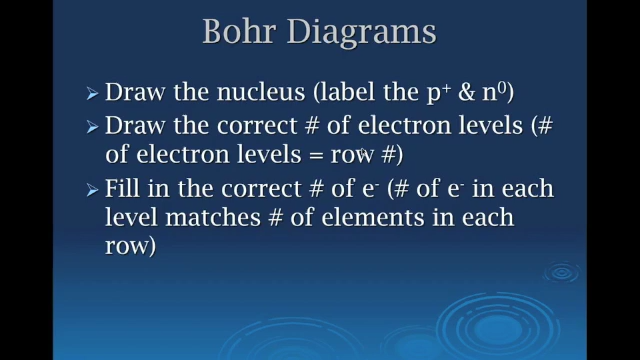 Bohr Diagrams
➢ Draw the nucleus (label the p⁺ & n⁰)
➢ Draw the correct # of electron levels (#
of electron levels = row #)
➢ Fill in the correct # of e⁻ (# of e⁻ in each
level matches # of elements in each
row)